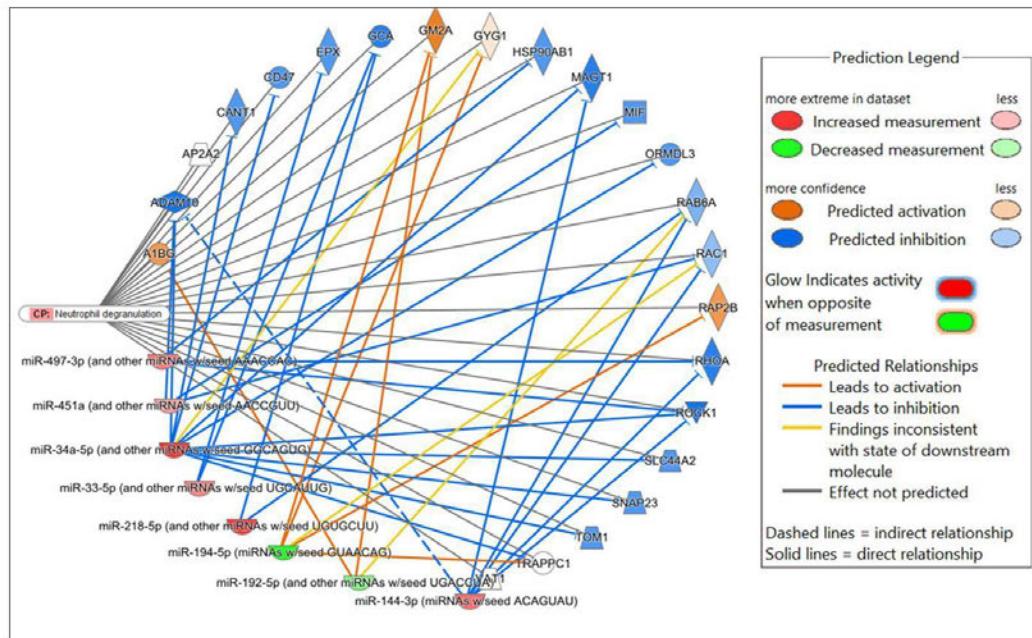 GM2A
GCA
GYG1
EPX
HSP90AB1
CD47
MAGT1
CANT1
MIF
AP2A2
ORMDL3
ADAM10
RAB6A
A1BG
RAC1
CP: Neutrophil degranulation
RAP2B
miR-497-3p (and other miRNAs w/seed AAACCAC)
RHOA
miR-451a (and other miRNAs w/seed AACCGUU)
ROCK1
miR-34a-5p (and other miRNAs w/seed GGCAGUG)
SLC44A2
miR-33-5p (and other miRNAs w/seed UGCAUUG)
SNAP23
miR-218-5p (and other miRNAs w/seed UGUGCUU)
TOM1
miR-194-5p (miRNAs w/seed GUAACAG)
TRAPPC1
miR-192-5p (and other miRNAs w/seed UGACCUA)
VAT1
miR-144-3p (miRNAs w/seed ACAGUAU)
Prediction Legend
more extreme in dataset less
Increased measurement
Decreased measurement
more confidence less
Predicted activation
Predicted inhibition
Glow Indicates activity
when opposite
of measurement
Predicted Relationships
Leads to activation
Leads to inhibition
Findings inconsistent
with state of downstream
molecule
Effect not predicted
Dashed lines = indirect relationship
Solid lines = direct relationship